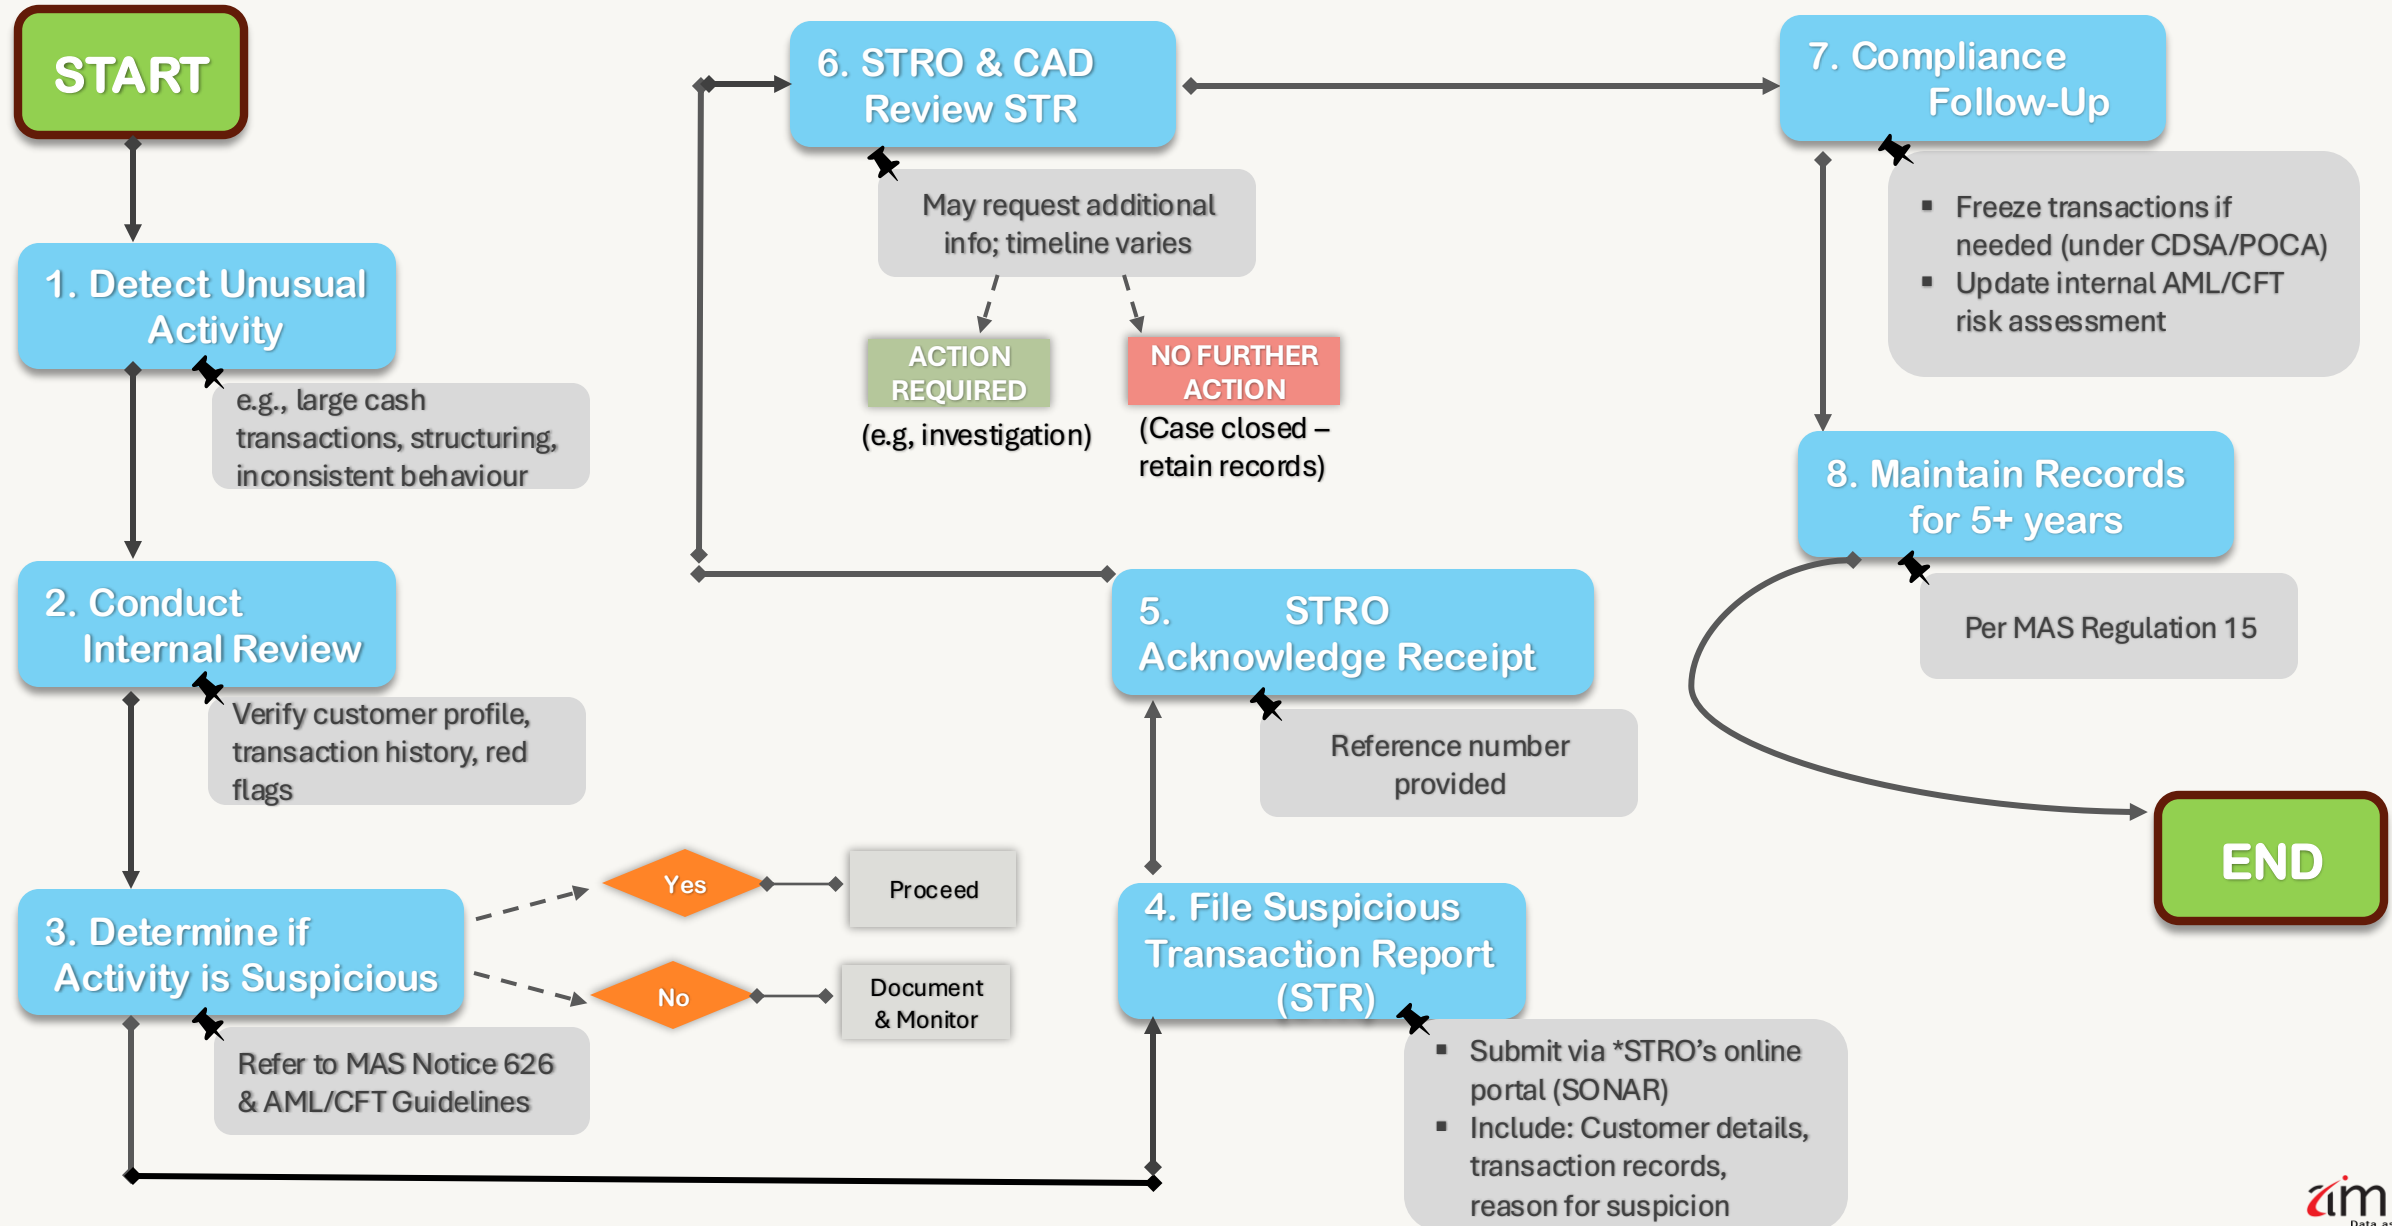 START
1. Detect Unusual
Activity
e.g., large cash
transactions, structuring,
inconsistent behaviour
2. Conduct
Internal Review
Verify customer profile,
transaction history, red
flags
3. Determine if
Activity is Suspicious
Refer to MAS Notice 626
& AML/CFT Guidelines
Yes
Proceed
No
Document
& Monitor
4. File Suspicious
Transaction Report
(STR)
▪ Submit via *STRO’s online
portal (SONAR)
▪ Include: Customer details,
transaction records,
reason for suspicion
5. STRO
Acknowledge Receipt
Reference number
provided
6. STRO & CAD
Review STR
May request additional
info; timeline varies
ACTION
REQUIRED
(e.g, investigation)
NO FURTHER
ACTION
(Case closed –
retain records)
7. Compliance
Follow-Up
▪ Freeze transactions if
needed (under CDSA/POCA)
▪ Update internal AML/CFT
risk assessment
8. Maintain Records
for 5+ years
Per MAS Regulation 15
END
aim
Data as